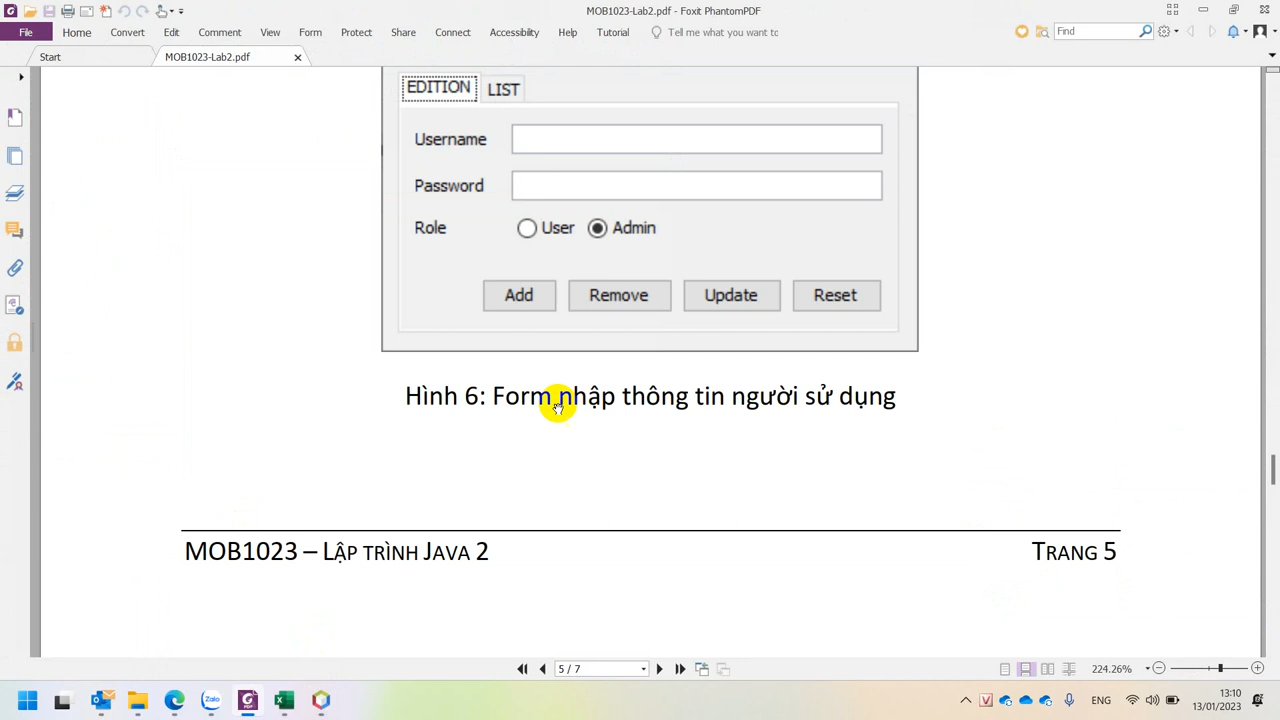 MOB1023-Lab2.pdf - Foxit PhantomPDF
File Home Convert Edit Comment View Form Protect Share Connect Accessibility Help Tutorial Tell me what you want to Find
Start MOB1023-Lab2.pdf
EDITION LIST
Username
Password
Role User Admin
Add Remove Update Reset
Hình 6: Form nhập thông tin người sử dụng
MOB1023 – LẬP TRÌNH JAVA 2 TRANG 5
5 / 7 224.26%
Zalo ENG 13:10
13/01/2023